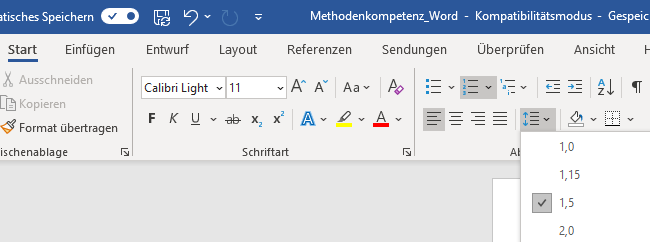 atisches Speichern Methodenkompetenz_Word - Kompatibilitätsmodus - Gespeic
Start Einfügen Entwurf Layout Referenzen Sendungen Überprüfen Ansicht H
Ausschneiden
Kopieren
Format übertragen
ischenablage
Calibri Light 11 A A Aa A
F K U ab x₂ x² A A
Schriftart
Ab
1,0
1,15
1,5
2,0